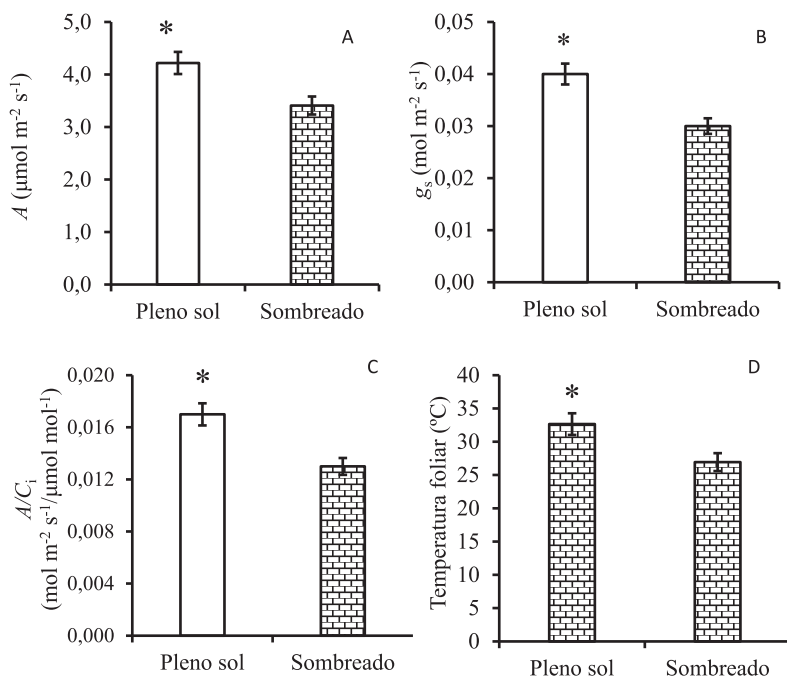 A
A (μmol m-2 s-1)
5,0
4,0
3,0
2,0
1,0
0,0
*
Pleno sol
Sombreado
B
gs (mol m-2 s-1)
0,05
0,04
0,03
0,02
0,01
0,00
*
Pleno sol
Sombreado
C
A/Ci
(mol m-2 s-1/μmol mol-1)
0,020
0,016
0,012
0,008
0,004
0,000
*
Pleno sol
Sombreado
D
Temperatura foliar (ºC)
40
35
30
25
20
15
10
5
0
*
Pleno sol
Sombreado